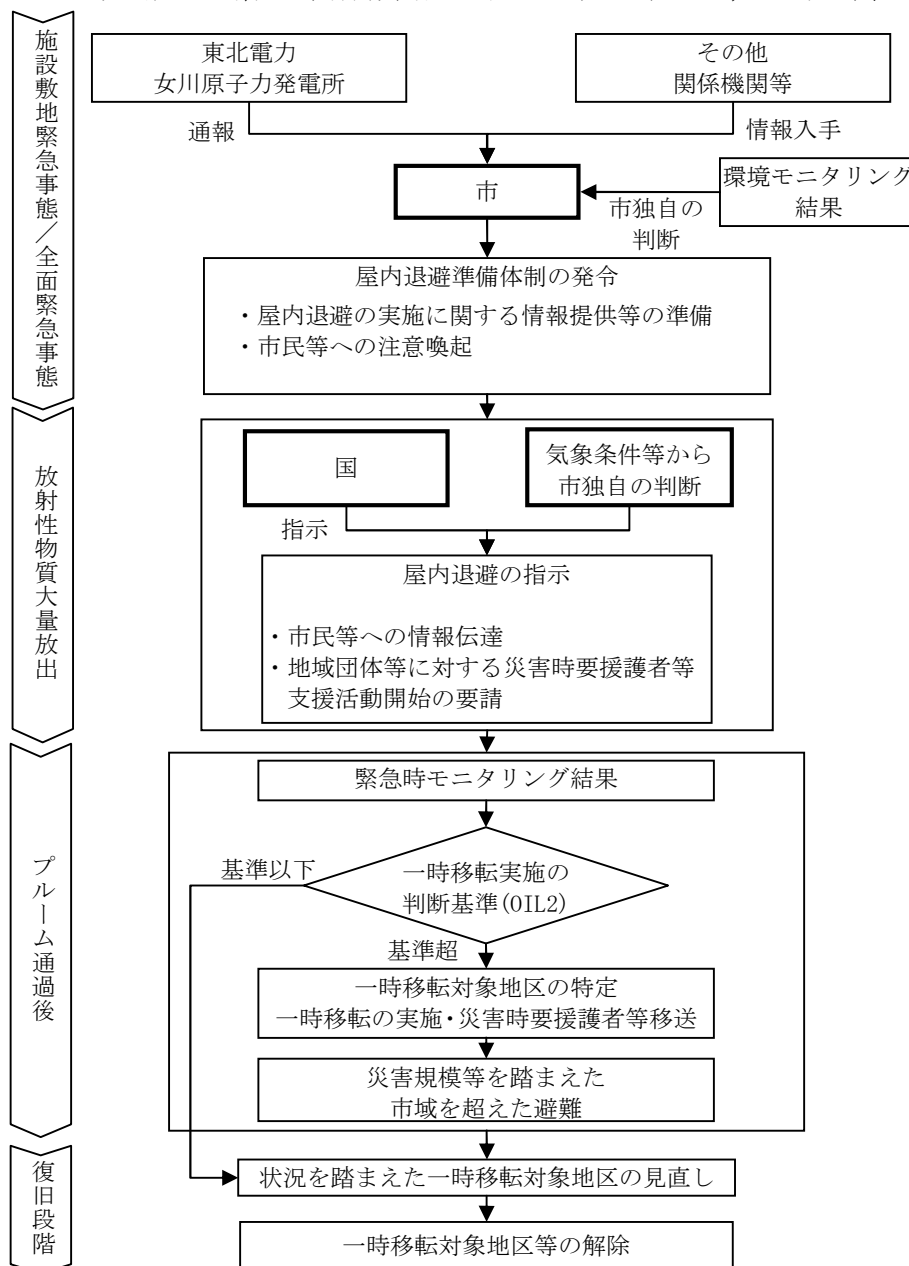 施設敷地緊急事態／全面緊急事態
東北電力
女川原子力発電所
その他
関係機関等
通報
情報入手
市
環境モニタリング
結果
市独自の
判断
屋内退避準備体制の発令
・屋内退避の実施に関する情報提供等の準備
・市民等への注意喚起
放射性物質大量放出
国
気象条件等から
市独自の判断
指示
屋内退避の指示
・市民等への情報伝達
・地域団体等に対する災害時要援護者等
支援活動開始の要請
プルーム通過後
緊急時モニタリング結果
基準以下
一時移転実施の
判断基準(OIL2)
基準超
一時移転対象地区の特定
一時移転の実施・災害時要援護者等移送
災害規模等を踏まえた
市域を超えた避難
復旧段階
状況を踏まえた一時移転対象地区の見直し
一時移転対象地区等の解除